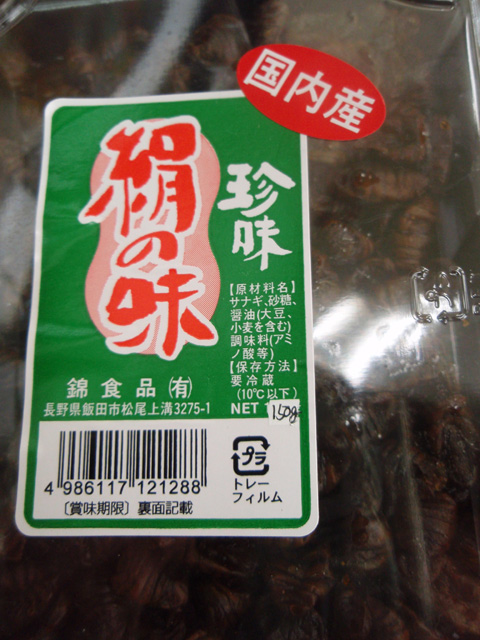 国内産
珍味
絹の味
【原材料名】
サナギ、砂糖、
醤油(大豆、
小麦を含む)
調味料(アミ
ノ酸等)
【保存方法】
要冷蔵
(10℃以下)
NET 150g
錦食品(有)
長野県飯田市松尾上溝3275-1
4 986117 121288
〔賞味期限〕裏面記載
プラ
トレー
フィルム